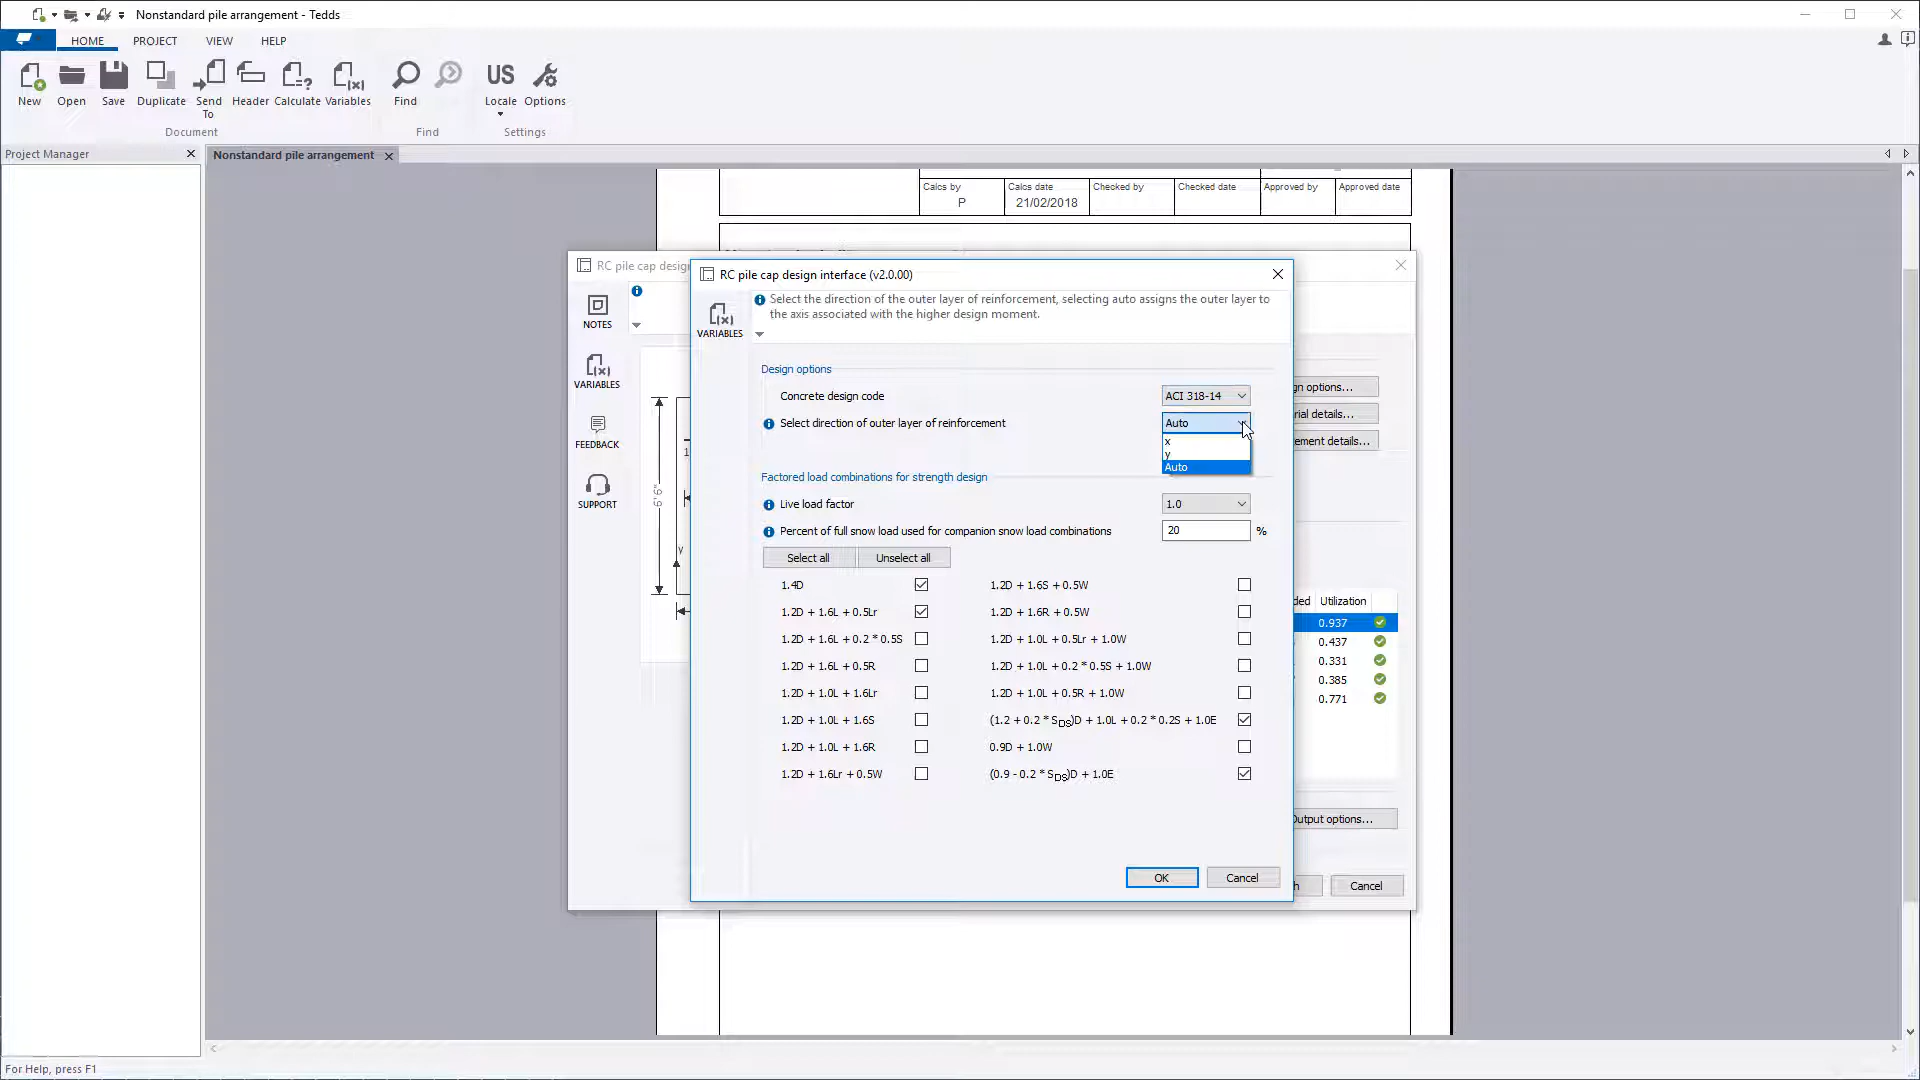 Nonstandard pile arrangement - Tedds
HOME PROJECT VIEW HELP
New Open Save Duplicate Send To Header Calculate Variables Find US Locale Options
Document Find Settings
Project Manager
Nonstandard pile arrangement
Calcs by Calcs date Checked by Checked date Approved by Approved date
P 21/02/2018
RC pile cap desig
NOTES
VARIABLES
FEEDBACK
SUPPORT
6'6"
y
1
RC pile cap design interface (v2.0.00)
VARIABLES
Select the direction of the outer layer of reinforcement, selecting auto assigns the outer layer to
the axis associated with the higher design moment.
Design options
Concrete design code ACI 318-14
Select direction of outer layer of reinforcement Auto
x
y
Auto
Factored load combinations for strength design
Live load factor 1.0
Percent of full snow load used for companion snow load combinations 20 %
Select all Unselect all
1.4D 1.2D + 1.6S + 0.5W
1.2D + 1.6L + 0.5Lr 1.2D + 1.6R + 0.5W
1.2D + 1.6L + 0.2 * 0.5S 1.2D + 1.0L + 0.5Lr + 1.0W
1.2D + 1.6L + 0.5R 1.2D + 1.0L + 0.2 * 0.5S + 1.0W
1.2D + 1.0L + 1.6Lr 1.2D + 1.0L + 0.5R + 1.0W
1.2D + 1.0L + 1.6S (1.2 + 0.2 * SDS)D + 1.0L + 0.2 * 0.2S + 1.0E
1.2D + 1.0L + 1.6R 0.9D + 1.0W
1.2D + 1.6Lr + 0.5W (0.9 - 0.2 * SDS)D + 1.0E
OK Cancel
gn options...
rial details...
ement details...
ded Utilization
0.937
0.437
0.331
0.385
0.771
Output options...
h Cancel
For Help, press F1